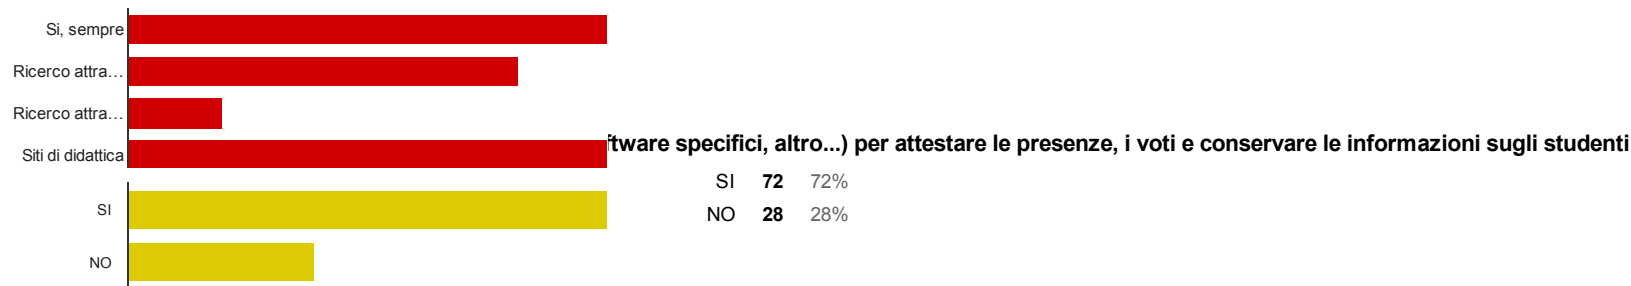 Si, sempre
Ricerco attra…
Ricerco attra…
ftware specifici, altro...) per attestare le presenze, i voti e conservare le informazioni sugli studenti
Siti di didattica
SI 72 72%
SI
NO 28 28%
NO